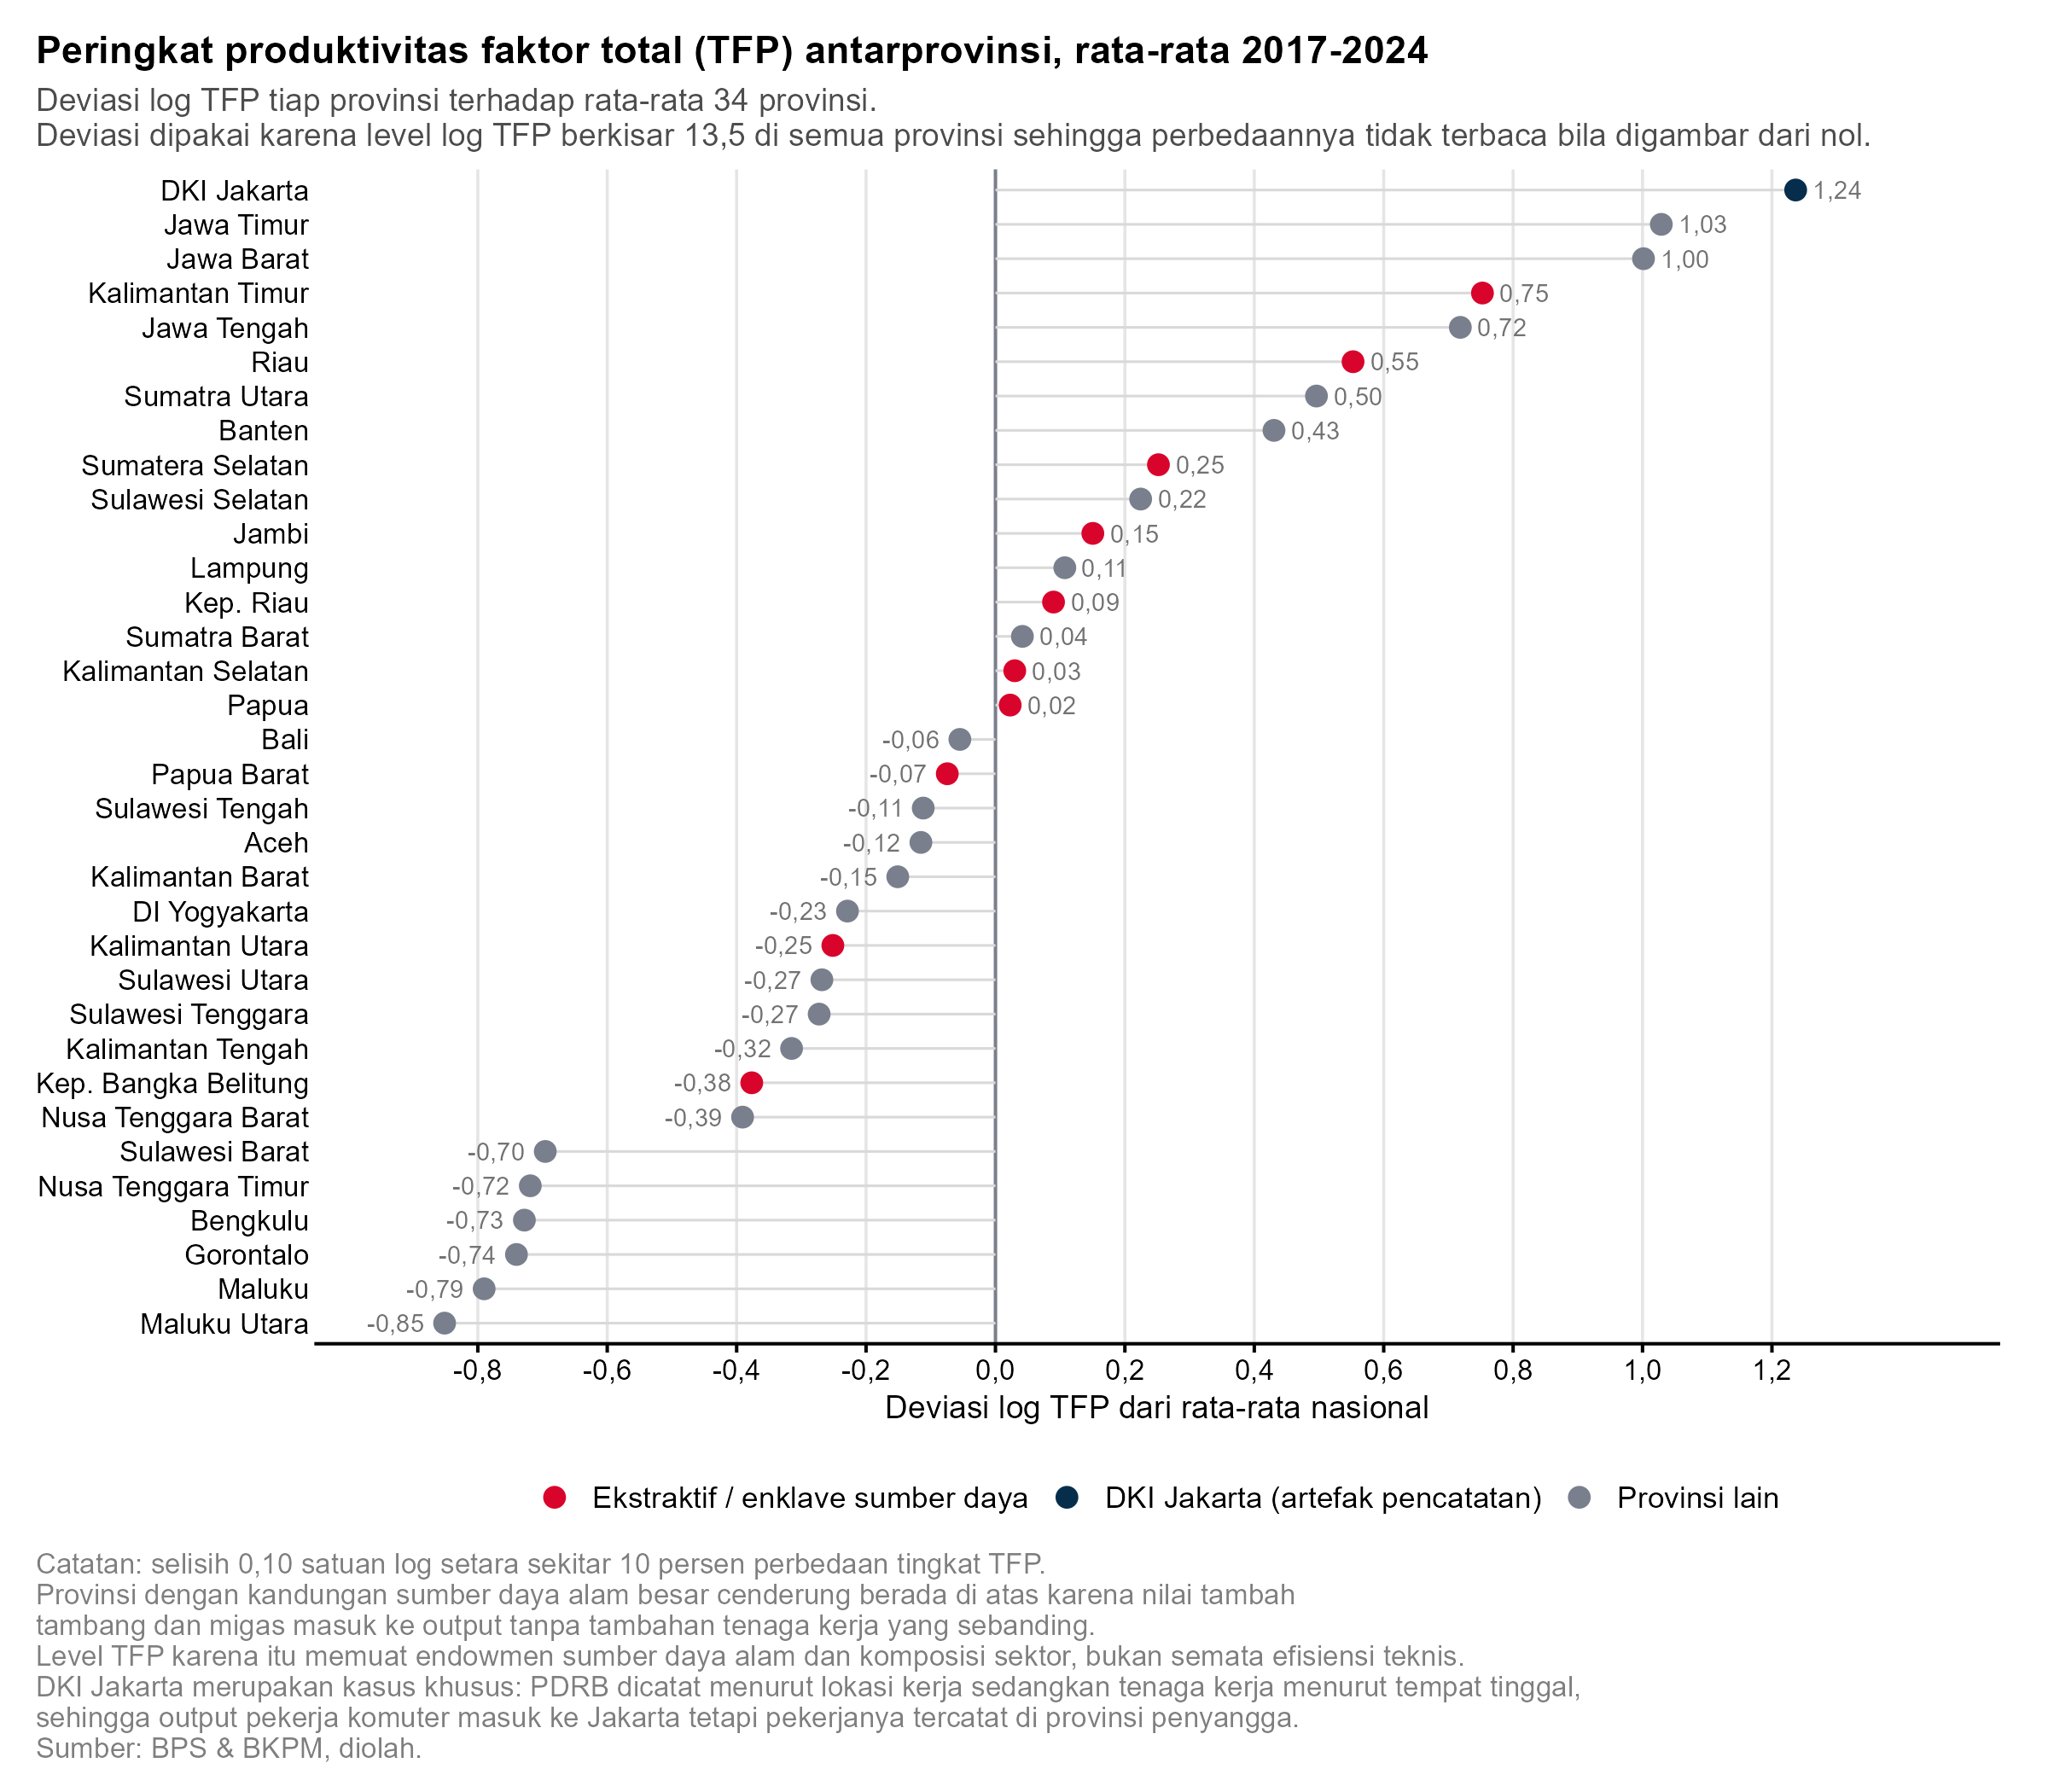 Peringkat produktivitas faktor total (TFP) antarprovinsi, rata-rata 2017-2024
Deviasi log TFP tiap provinsi terhadap rata-rata 34 provinsi.
Deviasi dipakai karena level log TFP berkisar 13,5 di semua provinsi sehingga perbedaannya tidak terbaca bila digambar dari nol.
DKI Jakarta 1,24
Jawa Timur 1,03
Jawa Barat 1,00
Kalimantan Timur 0,75
Jawa Tengah 0,72
Riau 0,55
Sumatra Utara 0,50
Banten 0,43
Sumatera Selatan 0,25
Sulawesi Selatan 0,22
Jambi 0,15
Lampung 0,11
Kep. Riau 0,09
Sumatra Barat 0,04
Kalimantan Selatan 0,03
Papua 0,02
Bali -0,06
Papua Barat -0,07
Sulawesi Tengah -0,11
Aceh -0,12
Kalimantan Barat -0,15
DI Yogyakarta -0,23
Kalimantan Utara -0,25
Sulawesi Utara -0,27
Sulawesi Tenggara -0,27
Kalimantan Tengah -0,32
Kep. Bangka Belitung -0,38
Nusa Tenggara Barat -0,39
Sulawesi Barat -0,70
Nusa Tenggara Timur -0,72
Bengkulu -0,73
Gorontalo -0,74
Maluku -0,79
Maluku Utara -0,85
-0,8 -0,6 -0,4 -0,2 0,0 0,2 0,4 0,6 0,8 1,0 1,2
Deviasi log TFP dari rata-rata nasional
Ekstraktif / enklave sumber daya DKI Jakarta (artefak pencatatan) Provinsi lain
Catatan: selisih 0,10 satuan log setara sekitar 10 persen perbedaan tingkat TFP.
Provinsi dengan kandungan sumber daya alam besar cenderung berada di atas karena nilai tambah
tambang dan migas masuk ke output tanpa tambahan tenaga kerja yang sebanding.
Level TFP karena itu memuat endowmen sumber daya alam dan komposisi sektor, bukan semata efisiensi teknis.
DKI Jakarta merupakan kasus khusus: PDRB dicatat menurut lokasi kerja sedangkan tenaga kerja menurut tempat tinggal,
sehingga output pekerja komuter masuk ke Jakarta tetapi pekerjanya tercatat di provinsi penyangga.
Sumber: BPS & BKPM, diolah.